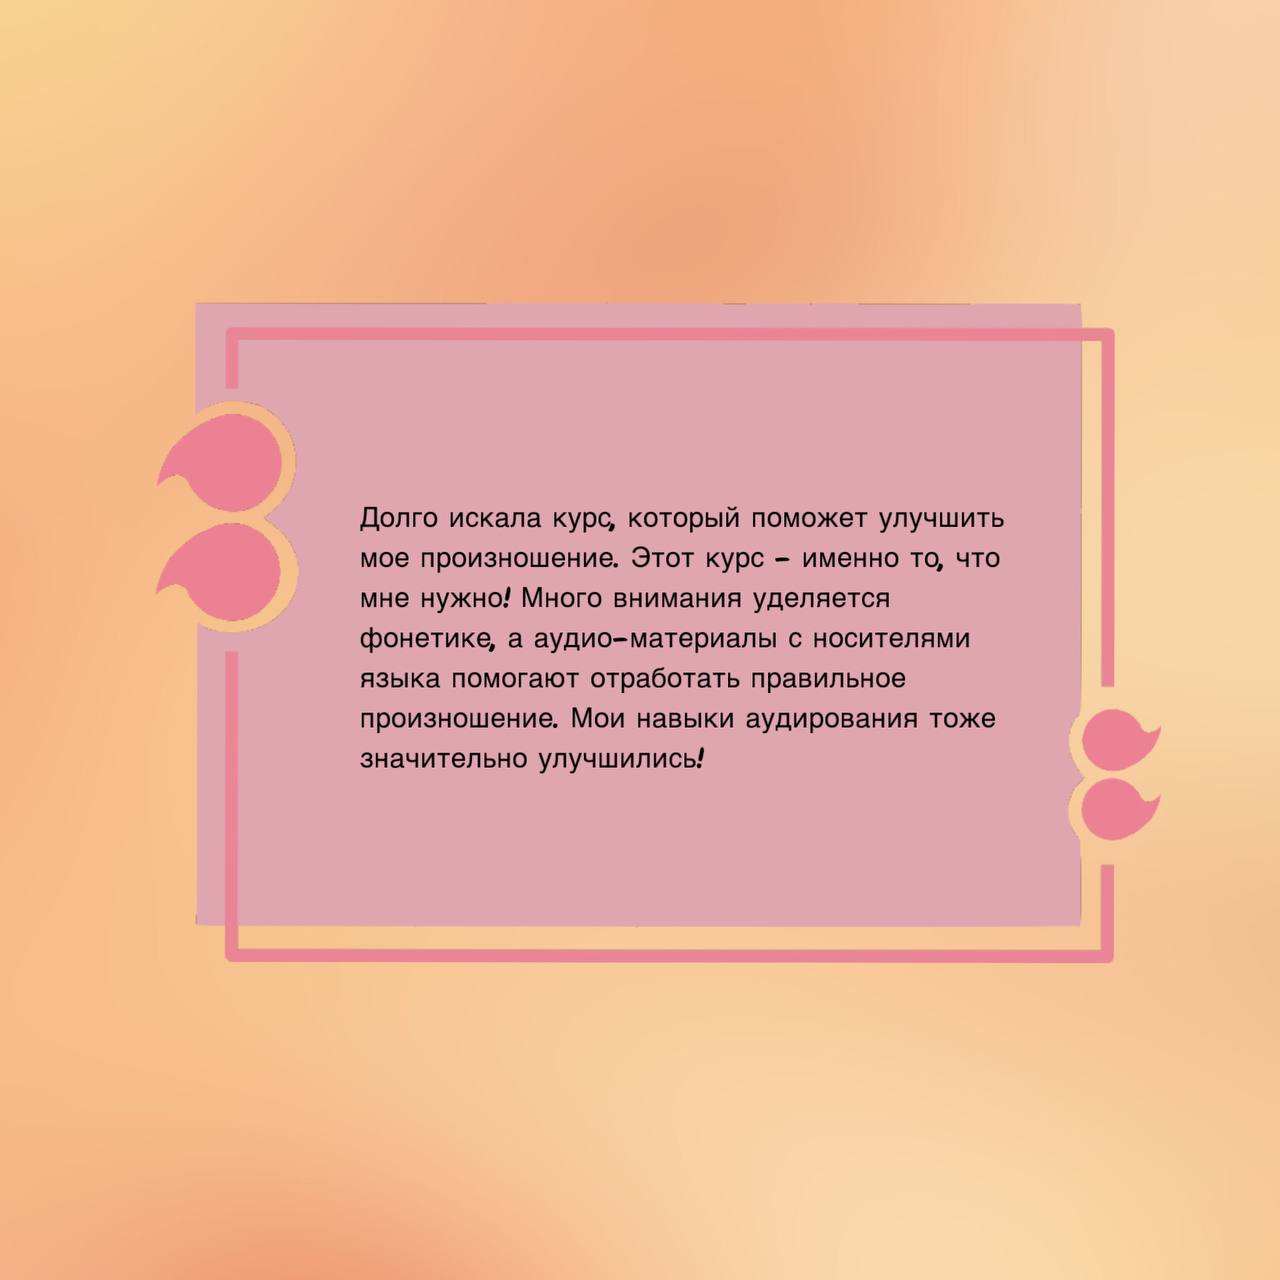 Долго искала курс, который поможет улучшить
мое произношение. Этот курс – именно то, что
мне нужно! Много внимания уделяется
фонетике, а аудио-материалы с носителями
языка помогают отработать правильное
произношение. Мои навыки аудирования тоже
значительно улучшились!